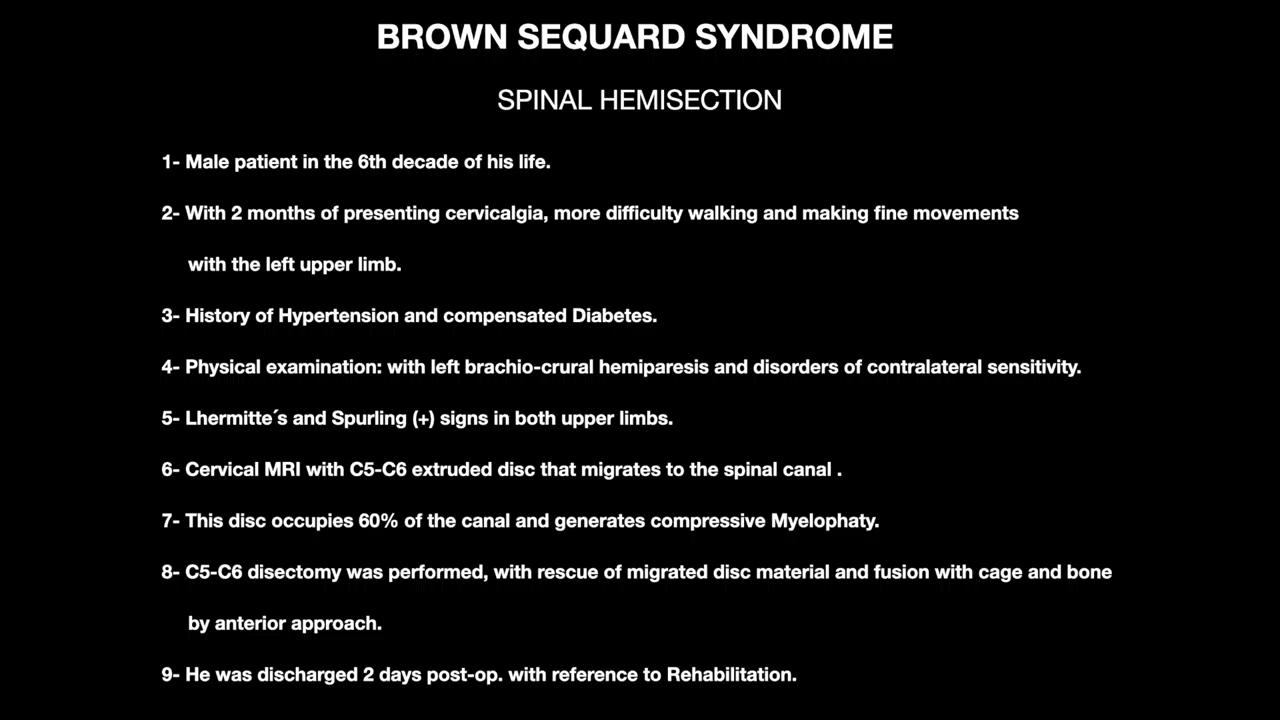 BROWN SEQUARD SYNDROME
SPINAL HEMISECTION
1- Male patient in the 6th decade of his life.
2- With 2 months of presenting cervicalgia, more difficulty walking and making fine movements
with the left upper limb.
3- History of Hypertension and compensated Diabetes.
4- Physical examination: with left brachio-crural hemiparesis and disorders of contralateral sensitivity.
5- Lhermitte´s and Spurling (+) signs in both upper limbs.
6- Cervical MRI with C5-C6 extruded disc that migrates to the spinal canal .
7- This disc occupies 60% of the canal and generates compressive Myelophaty.
8- C5-C6 disectomy was performed, with rescue of migrated disc material and fusion with cage and bone
by anterior approach.
9- He was discharged 2 days post-op. with reference to Rehabilitation.